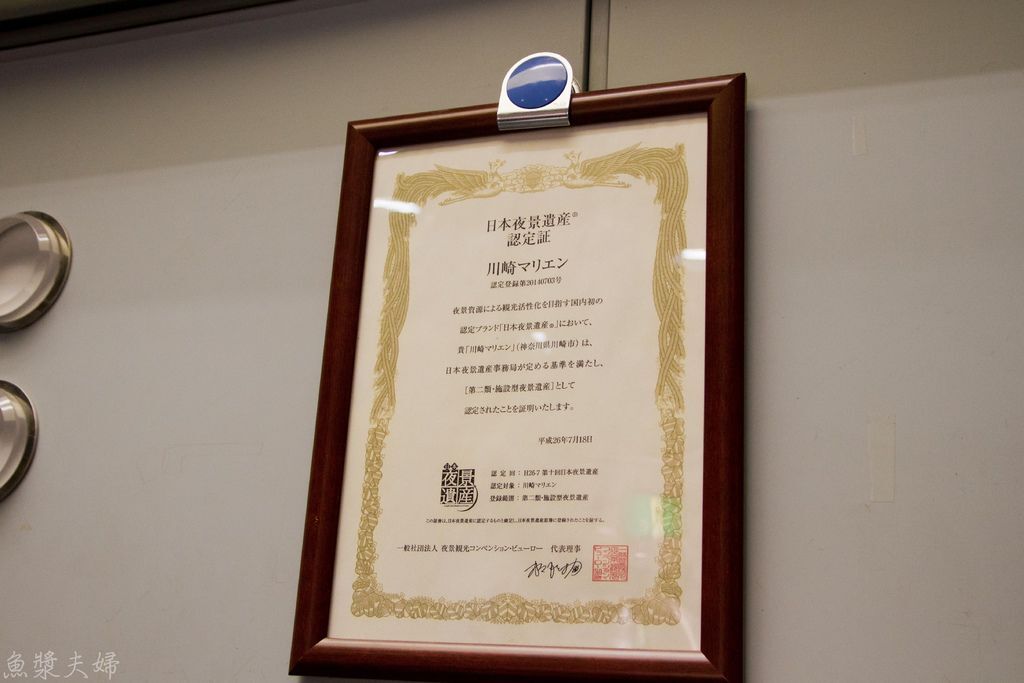 日本夜景遺産®
認定証
川崎マリエン
認定登録第20140703号
夜景資源による観光活性化を目指す国内初の
認定ブランド「日本夜景遺産®」において、
貴「川崎マリエン」(神奈川県川崎市)は、
日本夜景遺産事務局が定める基準を満たし、
[第二類・施設型夜景遺産]として
認定されたことを証明いたします。
平成26年7月18日
日本
夜景
遺産
認定回:H26-7 第十回日本夜景遺産
認定対象:川崎マリエン
登録範囲:第二類・施設型夜景遺産
一般社団法人 夜景観光コンベンション・ビューロー 代表理事
魚漿夫婦